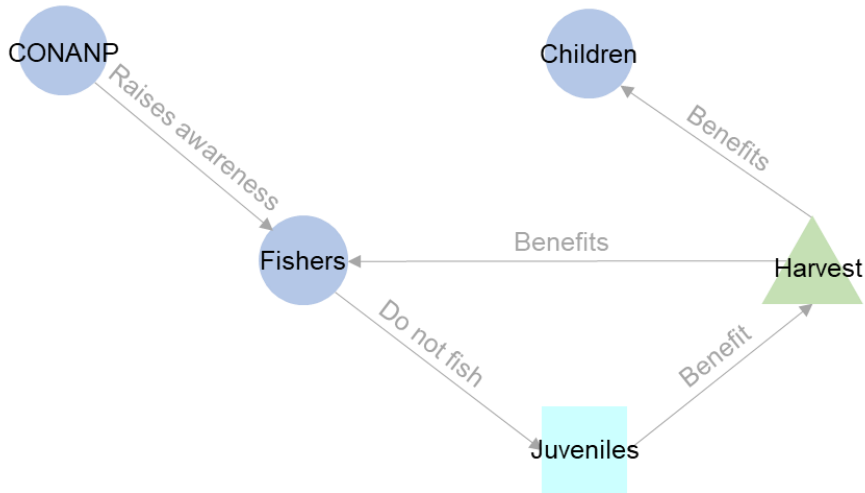 CONANP
Children
Raises awareness
Benefits
Benefits
Fishers
Harvest
Do not fish
Benefit
Juveniles